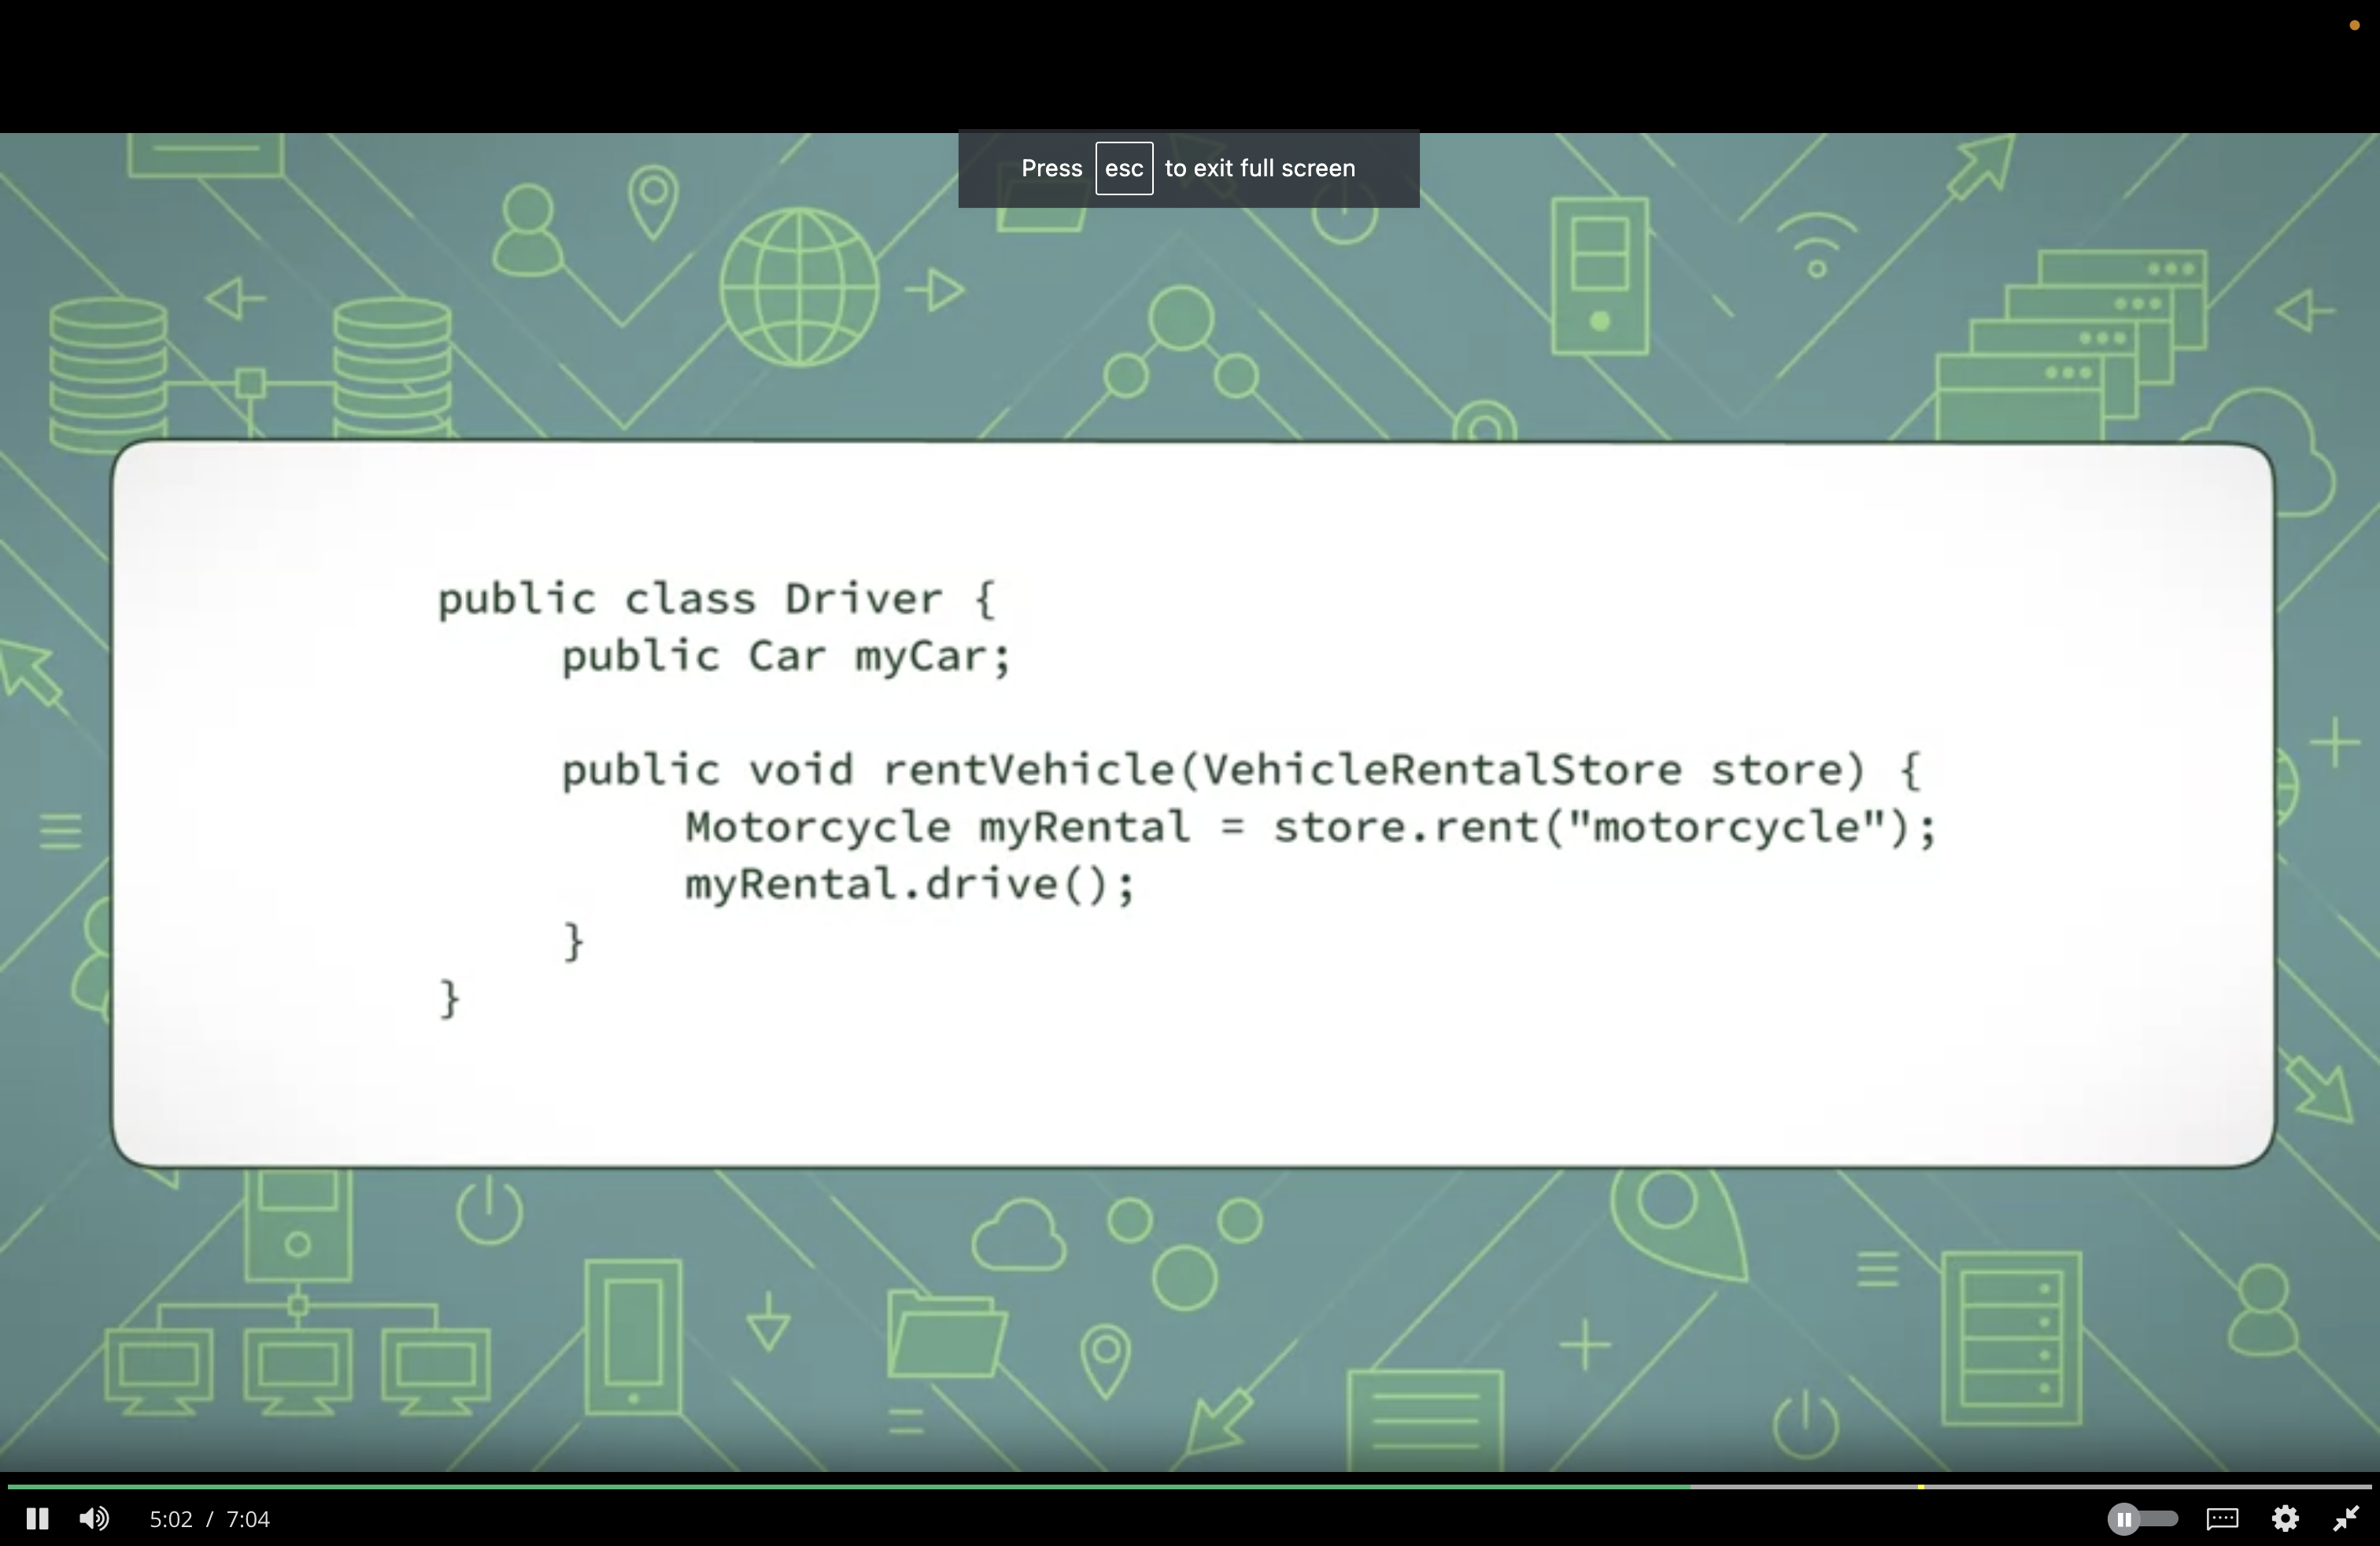 Press esc to exit full screen
public class Driver {
public Car myCar;
public void rentVehicle(VehicleRentalStore store) {
Motorcycle myRental = store.rent("motorcycle");
myRental.drive();
}
}
5:02 / 7:04